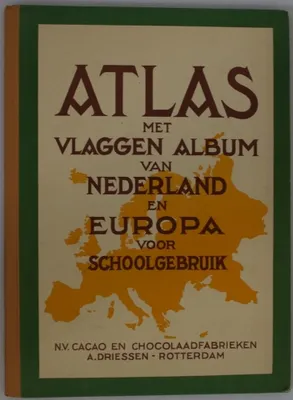 ATLAS
MET
VLAGGEN ALBUM
VAN
NEDERLAND
EN
EUROPA
VOOR
SCHOOLGEBRUIK
N.V. CACAO EN CHOCOLAADFABRIEKEN
A. DRIESSEN - ROTTERDAM